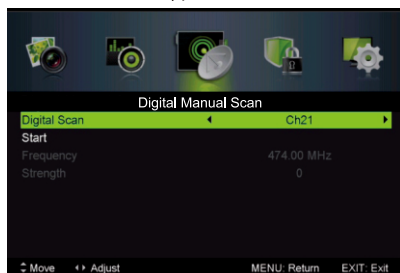 Digital Manual Scan
Digital Scan Ch21
Start
Frequency 474.00 MHz
Strength 0
Move Adjust MENU: Return EXIT: Exit